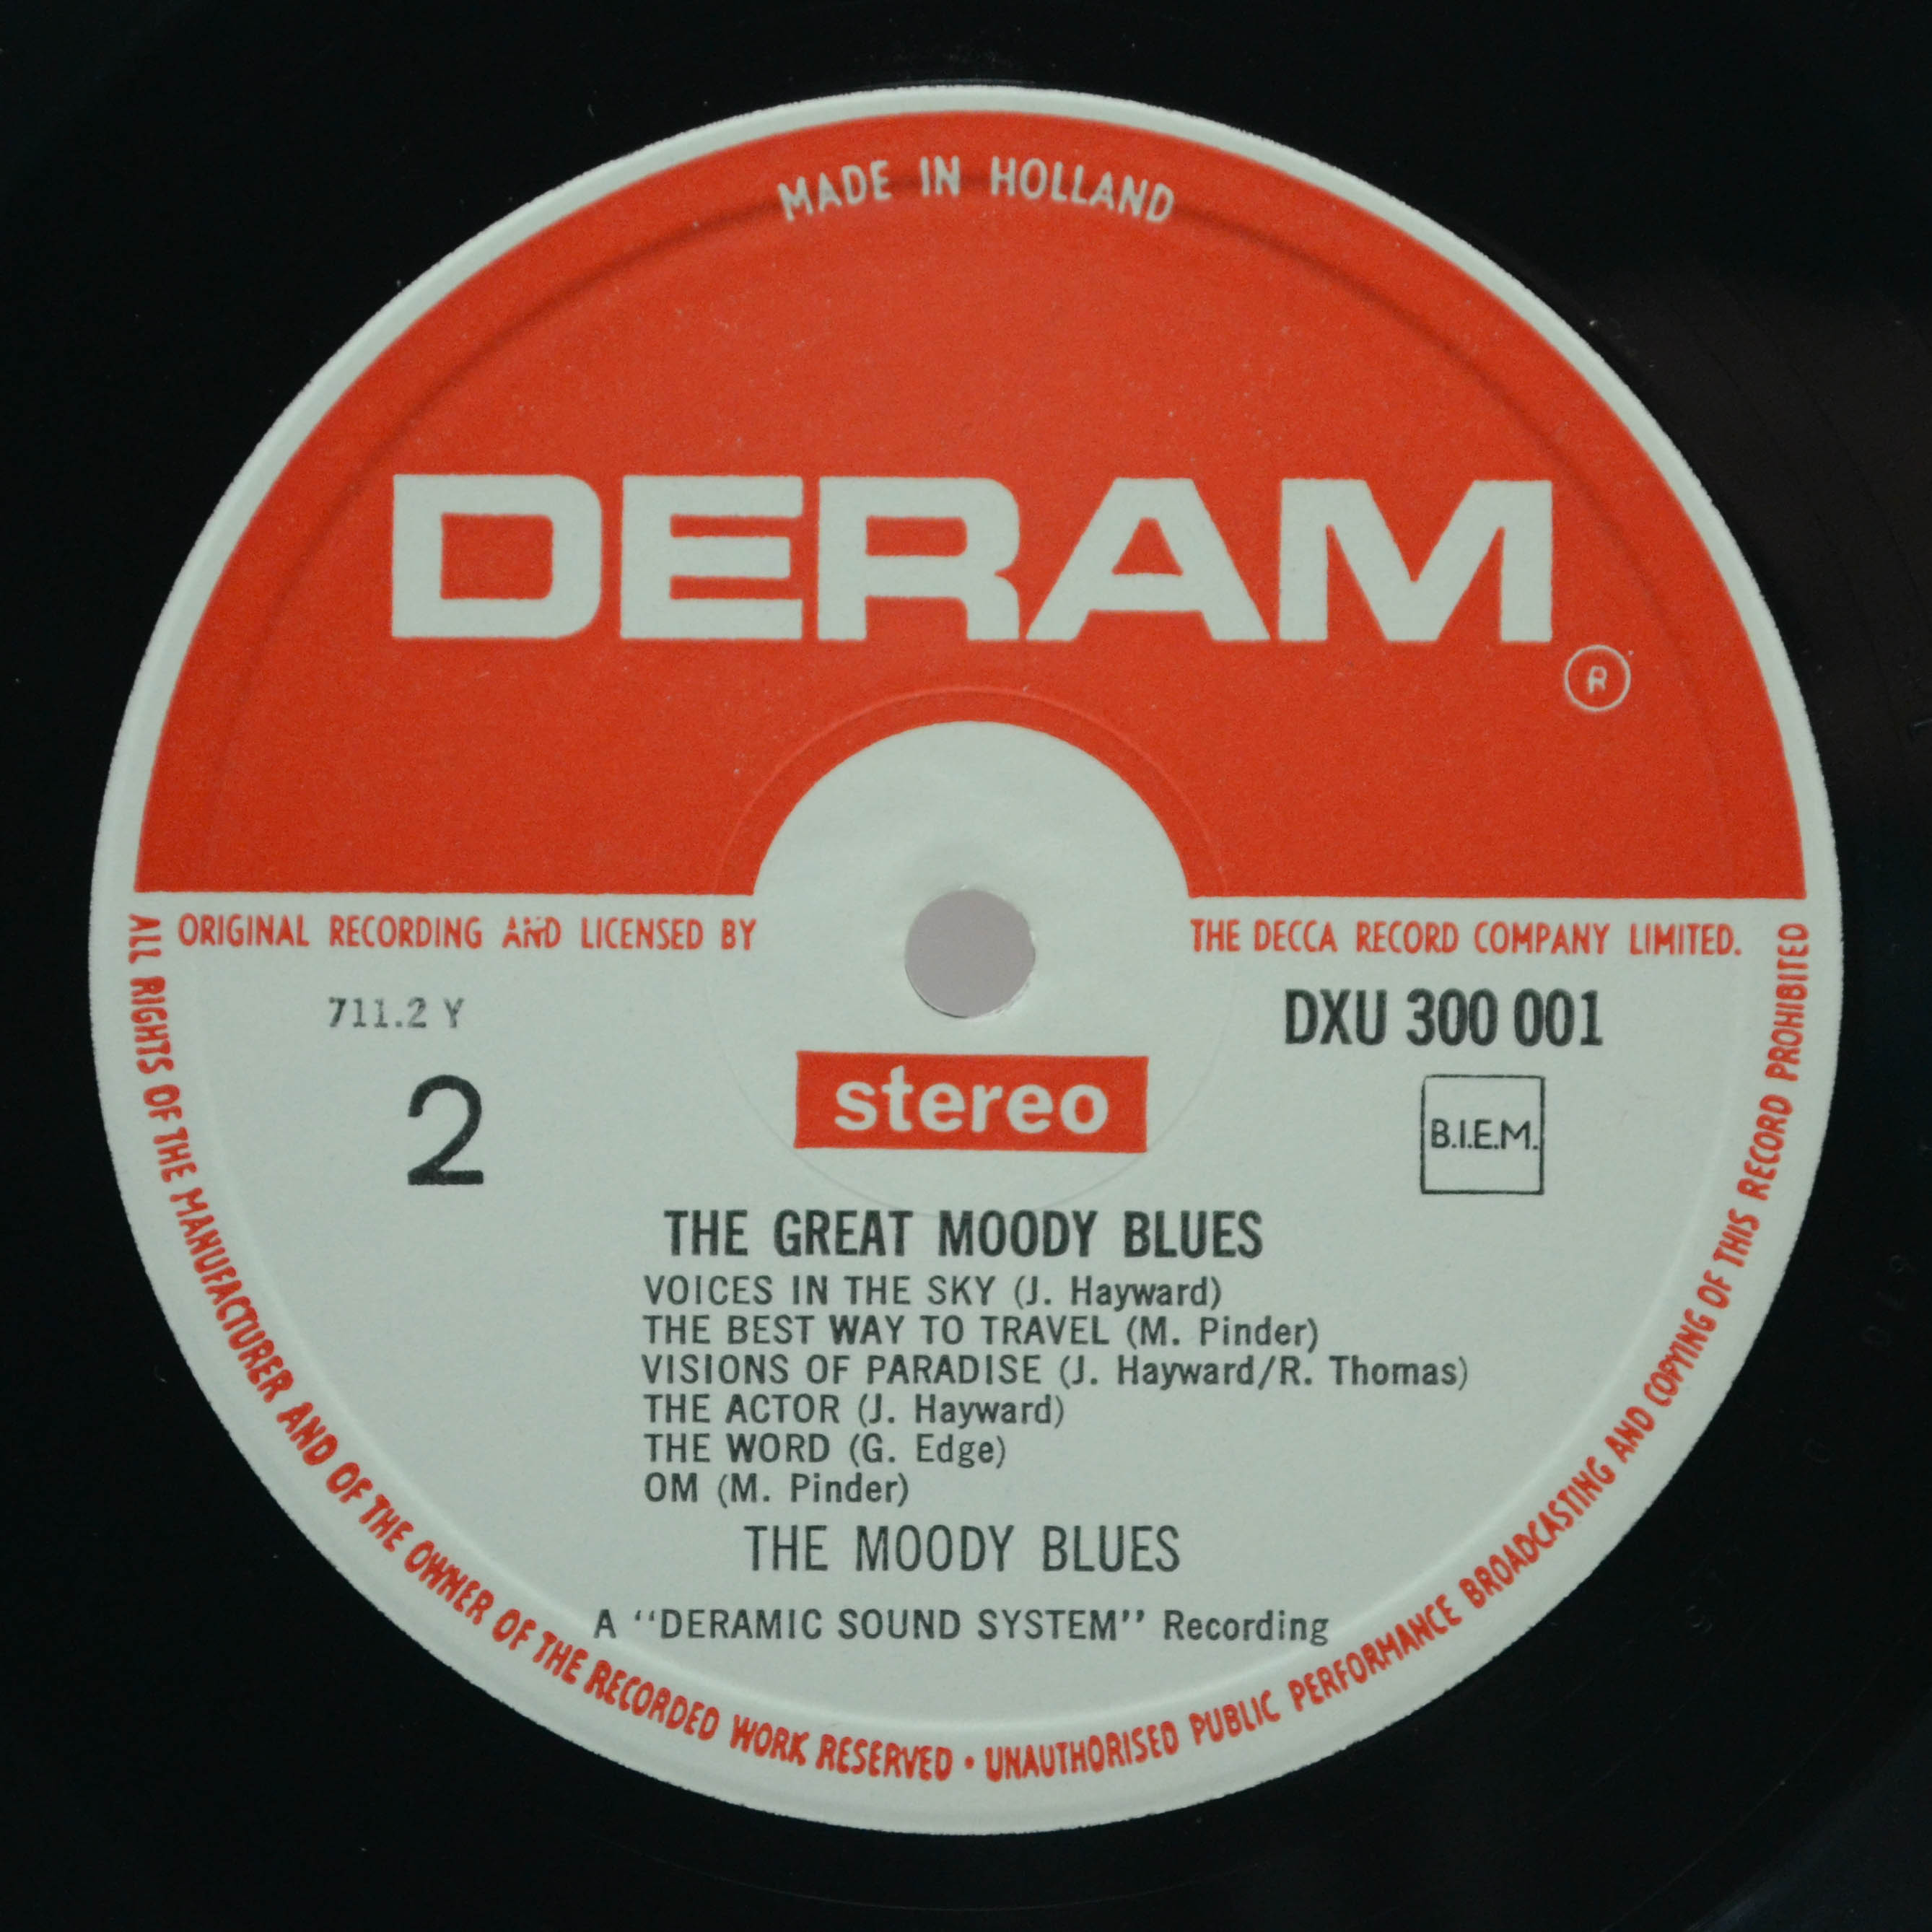 MADE IN HOLLAND
DERAM
®
ORIGINAL RECORDING AND LICENSED BY THE DECCA RECORD COMPANY LIMITED.
711.2 Y
DXU 300 001
2
stereo
B.I.E.M.
THE GREAT MOODY BLUES
VOICES IN THE SKY (J. Hayward)
THE BEST WAY TO TRAVEL (M. Pinder)
VISIONS OF PARADISE (J. Hayward/R. Thomas)
THE ACTOR (J. Hayward)
THE WORD (G. Edge)
OM (M. Pinder)
THE MOODY BLUES
A "DERAMIC SOUND SYSTEM" Recording
ALL RIGHTS OF THE MANUFACTURER AND OF THE OWNER OF THE RECORDED WORK RESERVED • UNAUTHORISED PUBLIC PERFORMANCE BROADCASTING AND COPYING OF THIS RECORD PROHIBITED